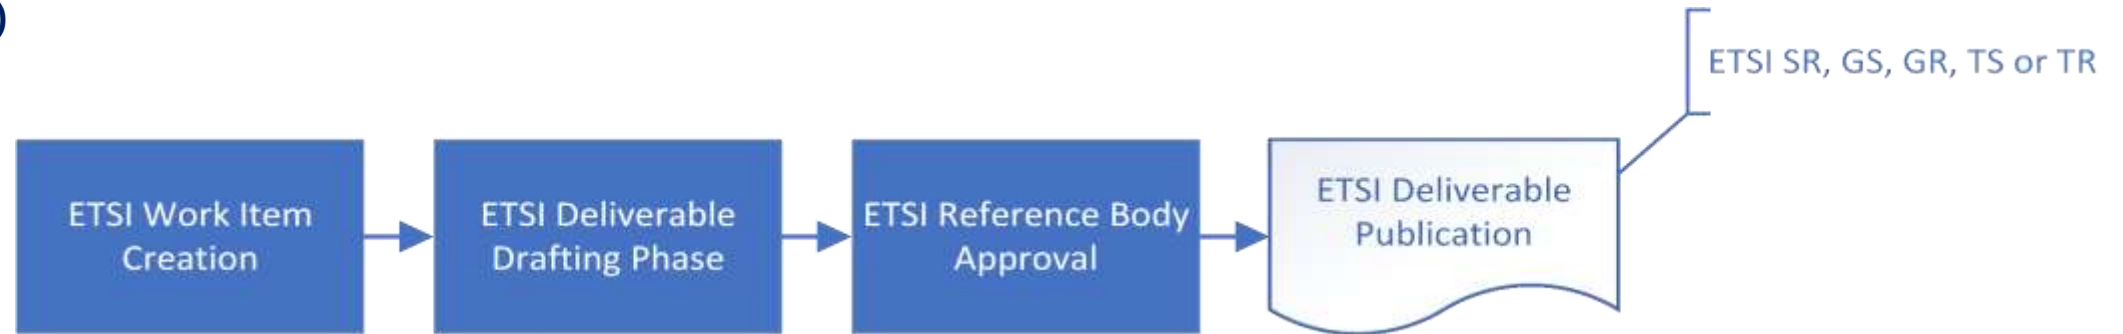 )
ETSI SR, GS, GR, TS or TR
ETSI Work Item
Creation
ETSI Deliverable
Drafting Phase
ETSI Reference Body
Approval
ETSI Deliverable
Publication